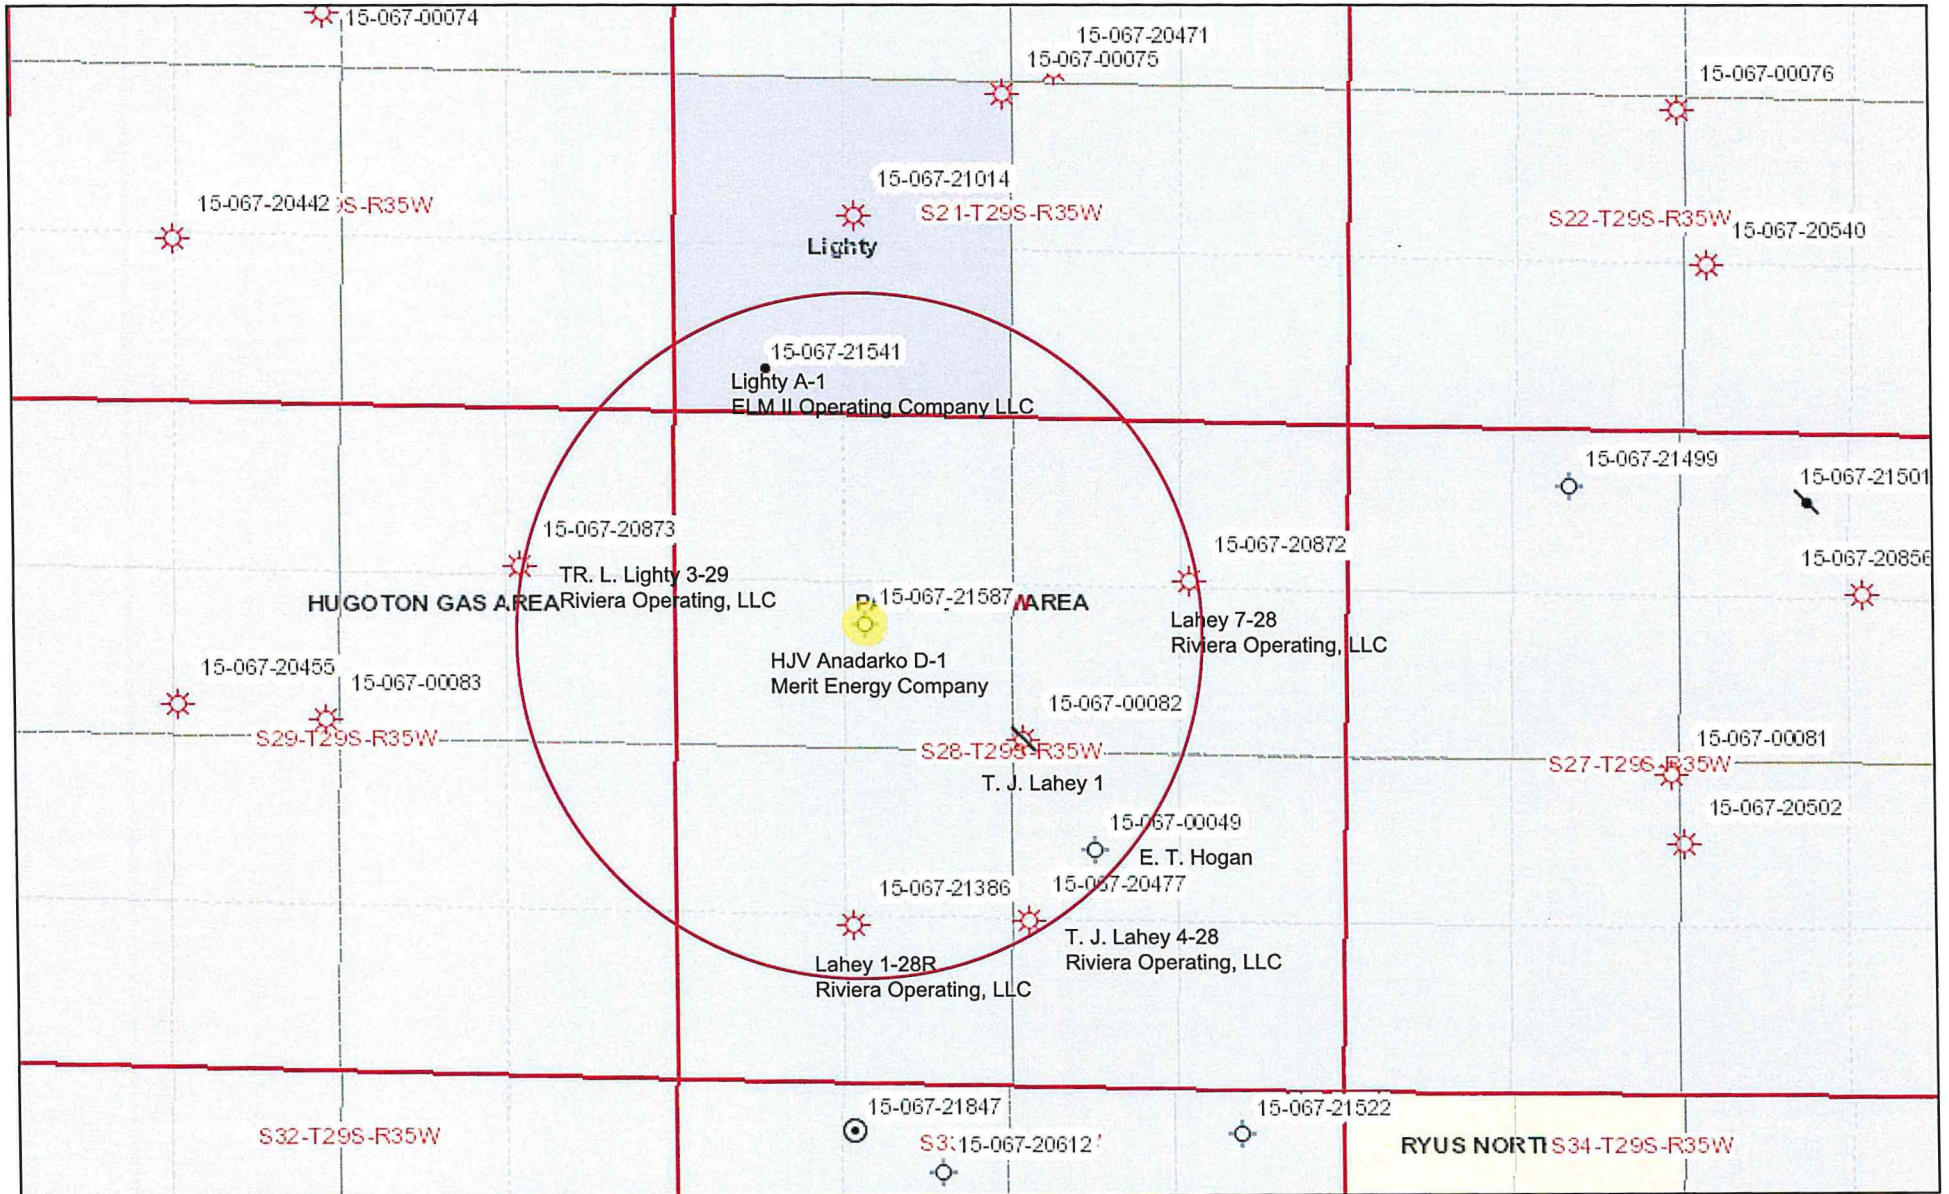 15-067-00074
15-067-20471
15-067-00075
15-067-00076
15-067-21014
15-067-20442
S-R35W
S21-T29S-R35W
S22-T29S-R35W
15-067-20540
Lighty
15-067-21541
Lighty A-1
ELM II Operating Company LLC
15-067-21499
15-067-21501
15-067-20873
15-067-20872
15-067-20856
TR. L. Lighty 3-29
Riviera Operating, LLC
HUGOTON GAS AREA
15-067-21587
AREA
Lahey 7-28
Riviera Operating, LLC
HJV Anadarko D-1
Merit Energy Company
15-067-20455
15-067-00083
15-067-00082
S29-T29S-R35W
S28-T29S-R35W
15-067-00081
S27-T29S-R35W
T. J. Lahey 1
15-067-20502
15-067-00049
E. T. Hogan
15-067-21386
15-067-20477
T. J. Lahey 4-28
Riviera Operating, LLC
Lahey 1-28R
Riviera Operating, LLC
15-067-21847
15-067-21522
S32-T29S-R35W
15-067-20612
RYUS NORTH
S34-T29S-R35W